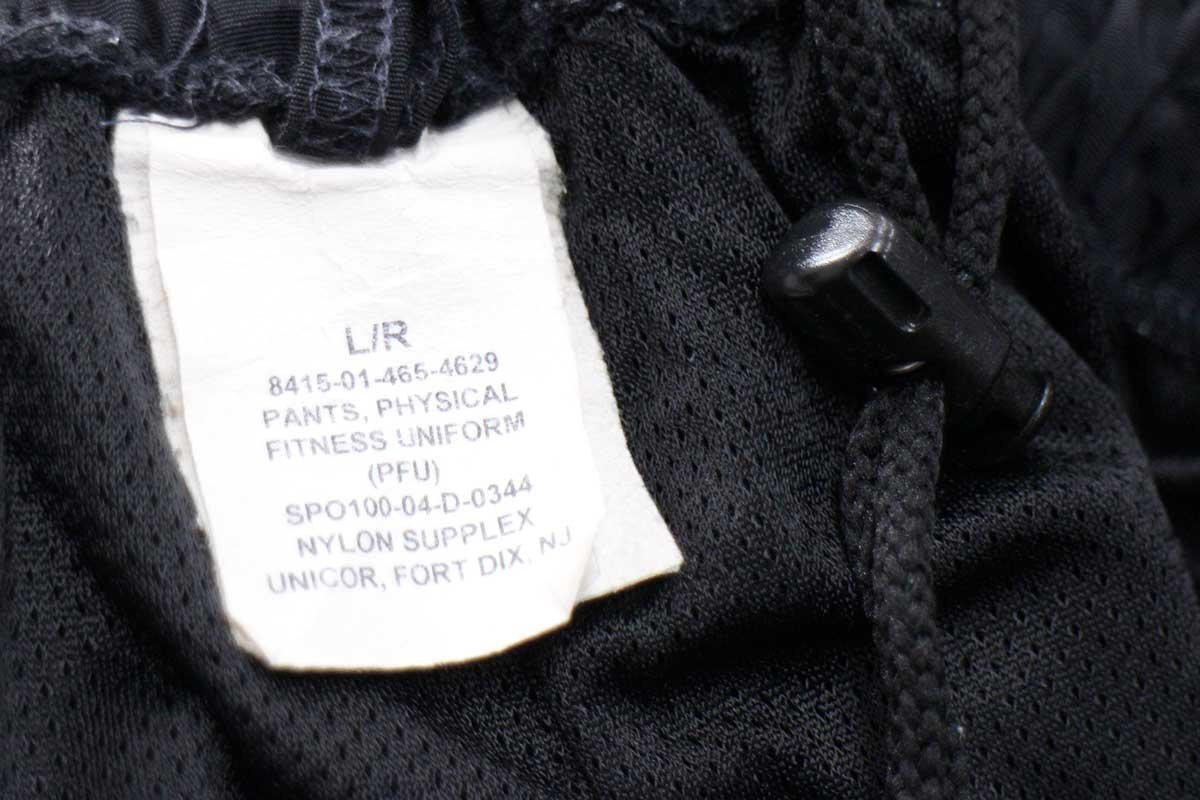 L/R
8415-01-465-4629
PANTS, PHYSICAL
FITNESS UNIFORM
(PFU)
SPO100-04-D-0344
NYLON SUPPLEX
UNICOR, FORT DIX, NJ